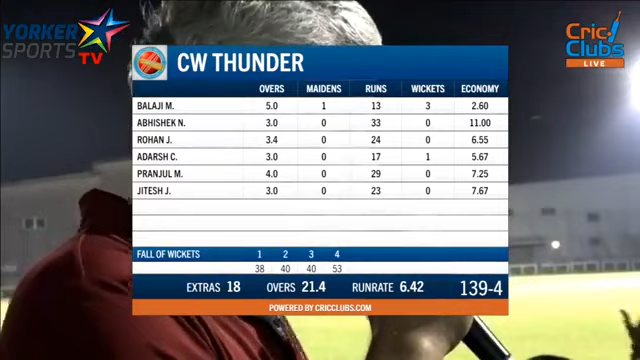 YORKER
SPORTS
TV
Cric
Clubs
LIVE
CW THUNDER
OVERS MAIDENS RUNS WICKETS ECONOMY
BALAJI M. 5.0 1 13 3 2.60
ABHISHEK N. 3.0 0 33 0 11.00
ROHAN J. 3.4 0 24 0 6.55
ADARSH C. 3.0 0 17 1 5.67
PRANJUL M. 4.0 0 29 0 7.25
JITESH J. 3.0 0 23 0 7.67
FALL OF WICKETS 1 2 3 4
38 40 40 53
EXTRAS 18 OVERS 21.4 RUNRATE 6.42 139-4
POWERED BY CRICCLUBS.COM